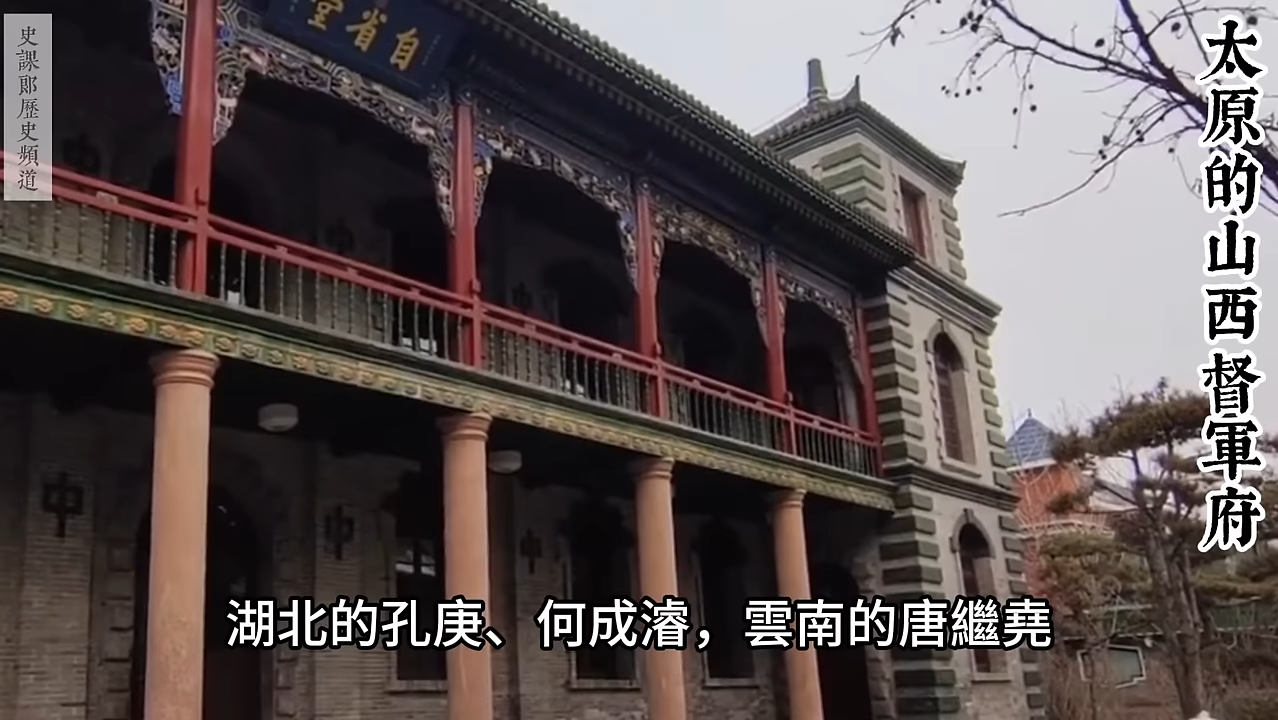 史課郎歷史頻道
自省堂
太原的山西督軍府
湖北的孔庚、何成濬，雲南的唐繼堯